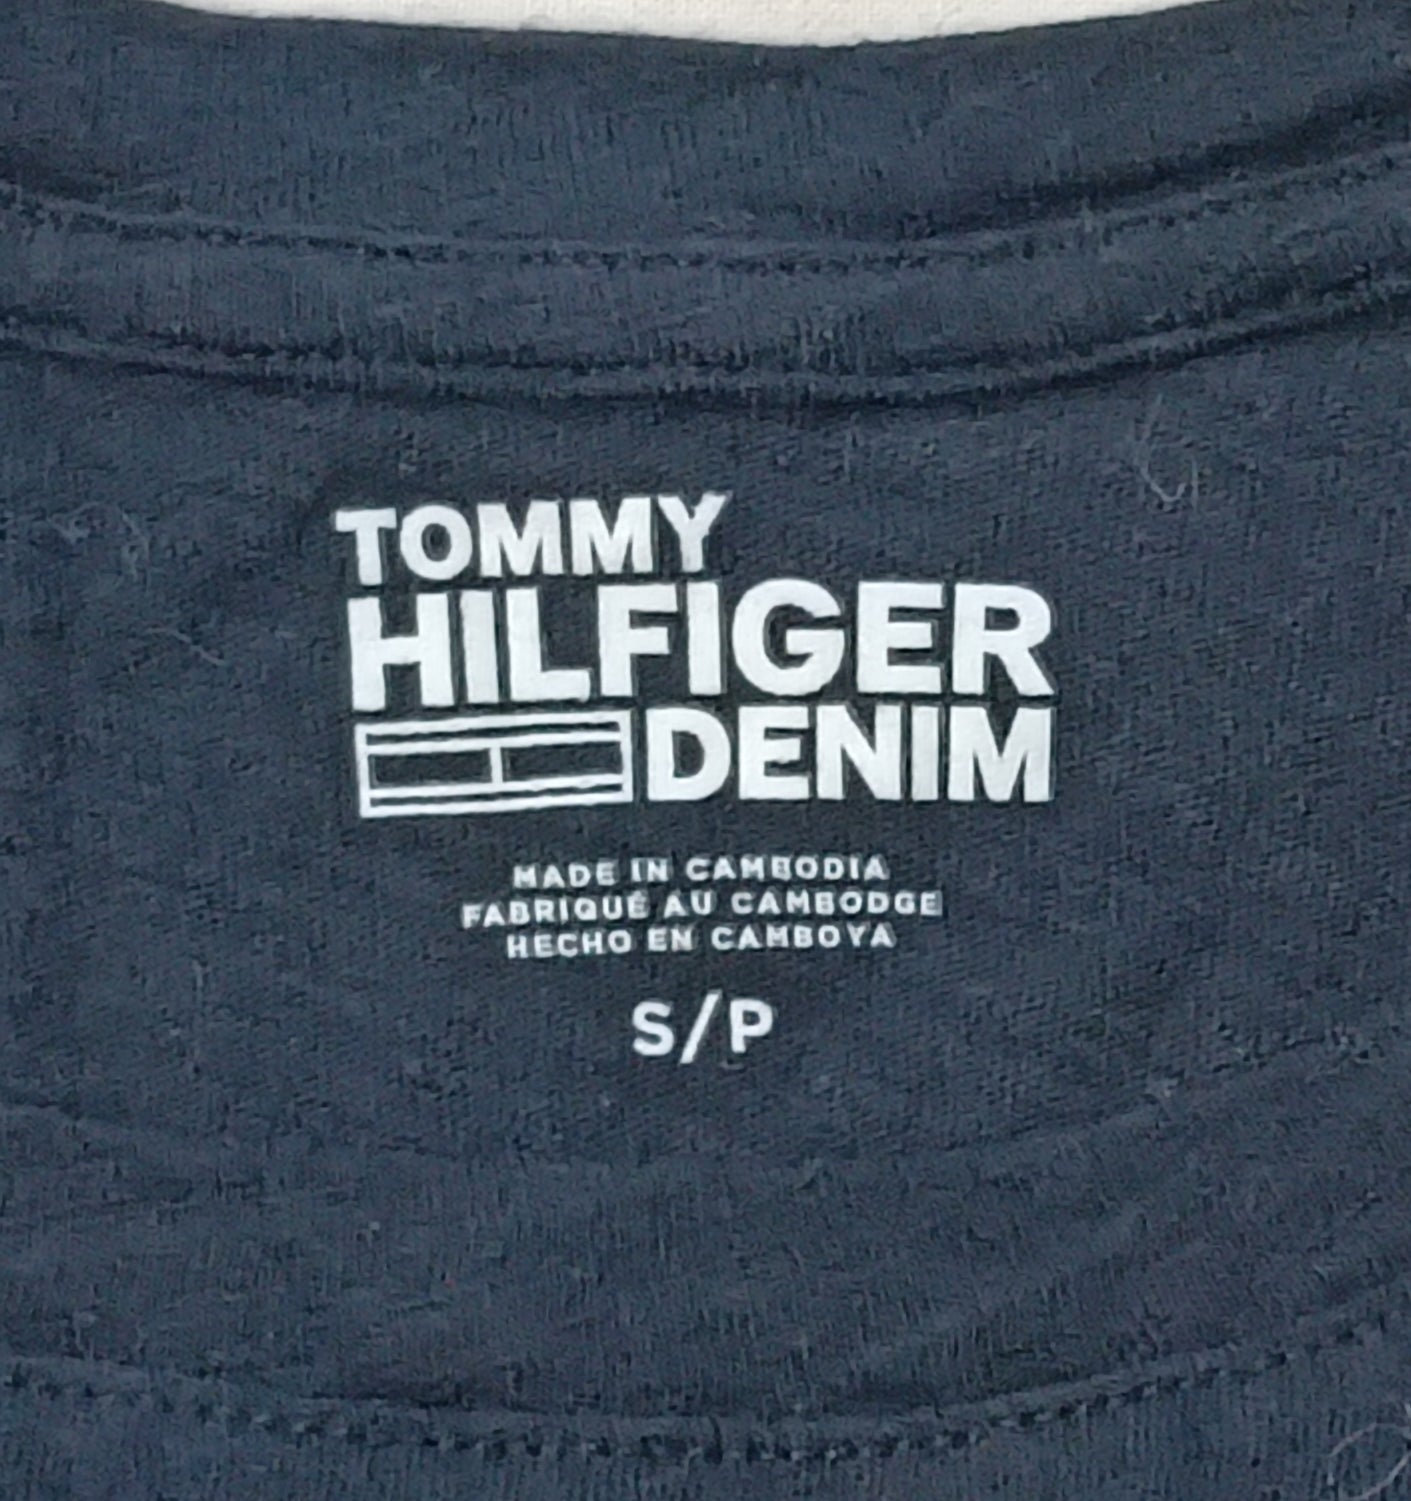 TOMMY
HILFIGER
DENIM
MADE IN CAMBODIA
FABRIQUÉ AU CAMBODGE
HECHO EN CAMBOYA
S/P